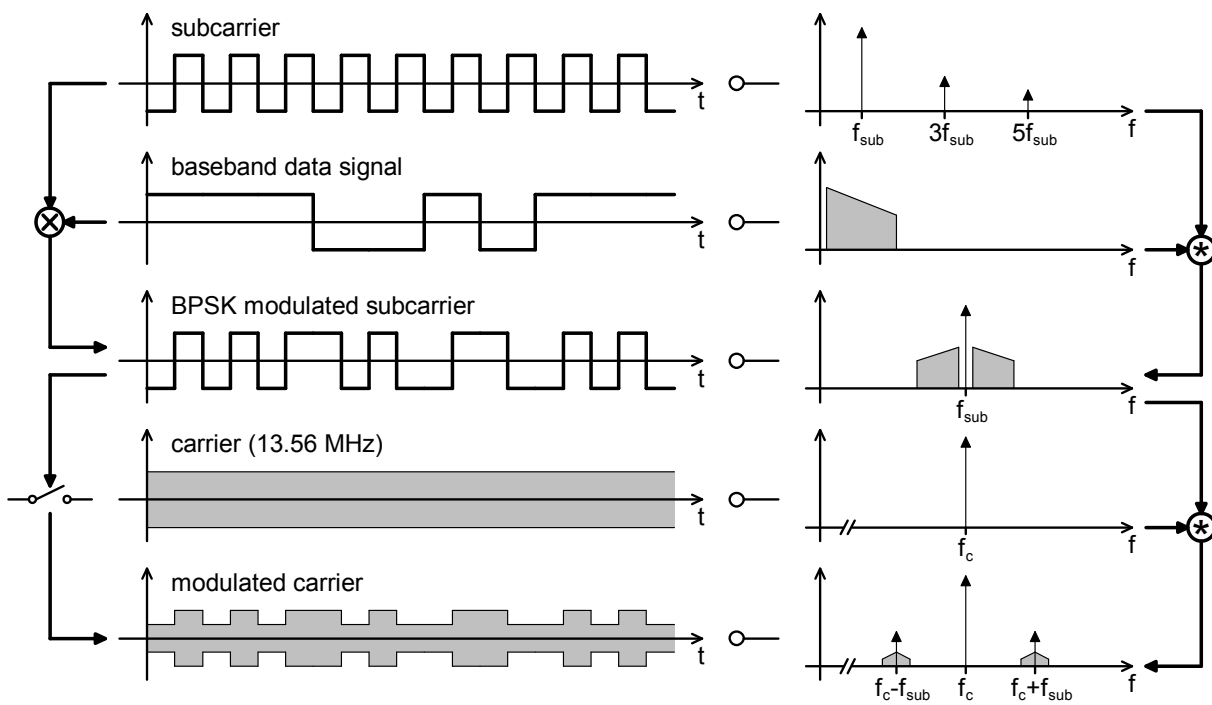 subcarrier
t
f_sub 3f_sub 5f_sub f
baseband data signal
t
f
BPSK modulated subcarrier
t
f_sub f
carrier (13.56 MHz)
t
f_c f
modulated carrier
t
f_c-f_sub f_c f_c+f_sub f